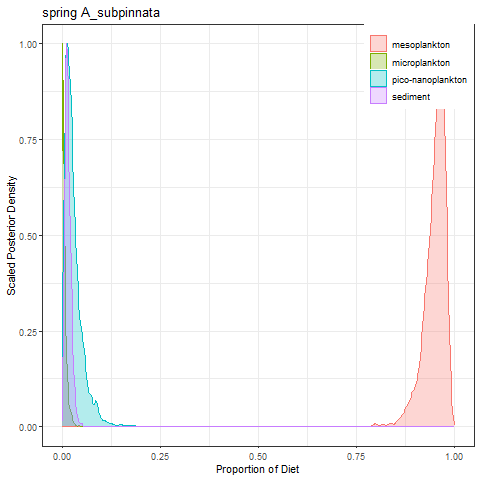 spring A_subpinnata
mesoplankton
microplankton
pico-nanoplankton
sediment
1.00
0.75
0.50
0.25
0.00
Scaled Posterior Density
0.00 0.25 0.50 0.75 1.00
Proportion of Diet